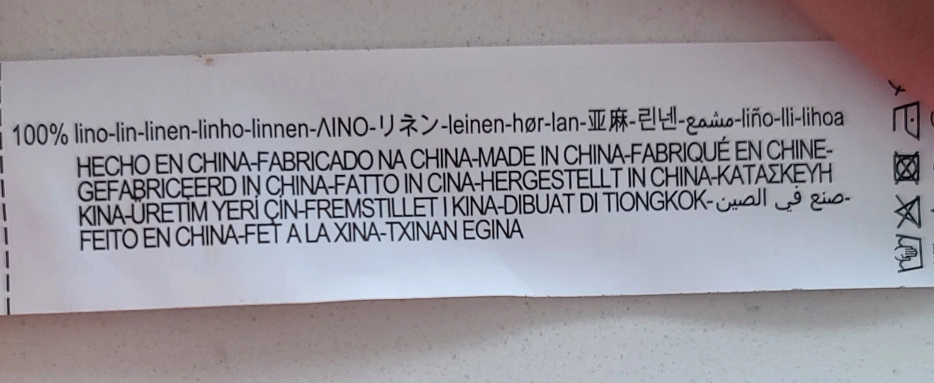 100% lino-lin-linen-linho-linnen-ΛΙΝΟ-リネン-leinen-hør-lan-亚麻-린넨-مشمع-liño-lli-lihoa
HECHO EN CHINA-FABRICADO NA CHINA-MADE IN CHINA-FABRIQUÉ EN CHINE-
GEFABRICEERD IN CHINA-FATTO IN CINA-HERGESTELLT IN CHINA-ΚΑΤΑΣΚΕΥΗ
ΚΙΝΑ-ÜRETİM YERİ ÇİN-FREMSTILLET I KINA-DIBUAT DI TIONGKOK-صنع في الصين-
FEITO EN CHINA-FET A LA XINA-TXINAN EGINA